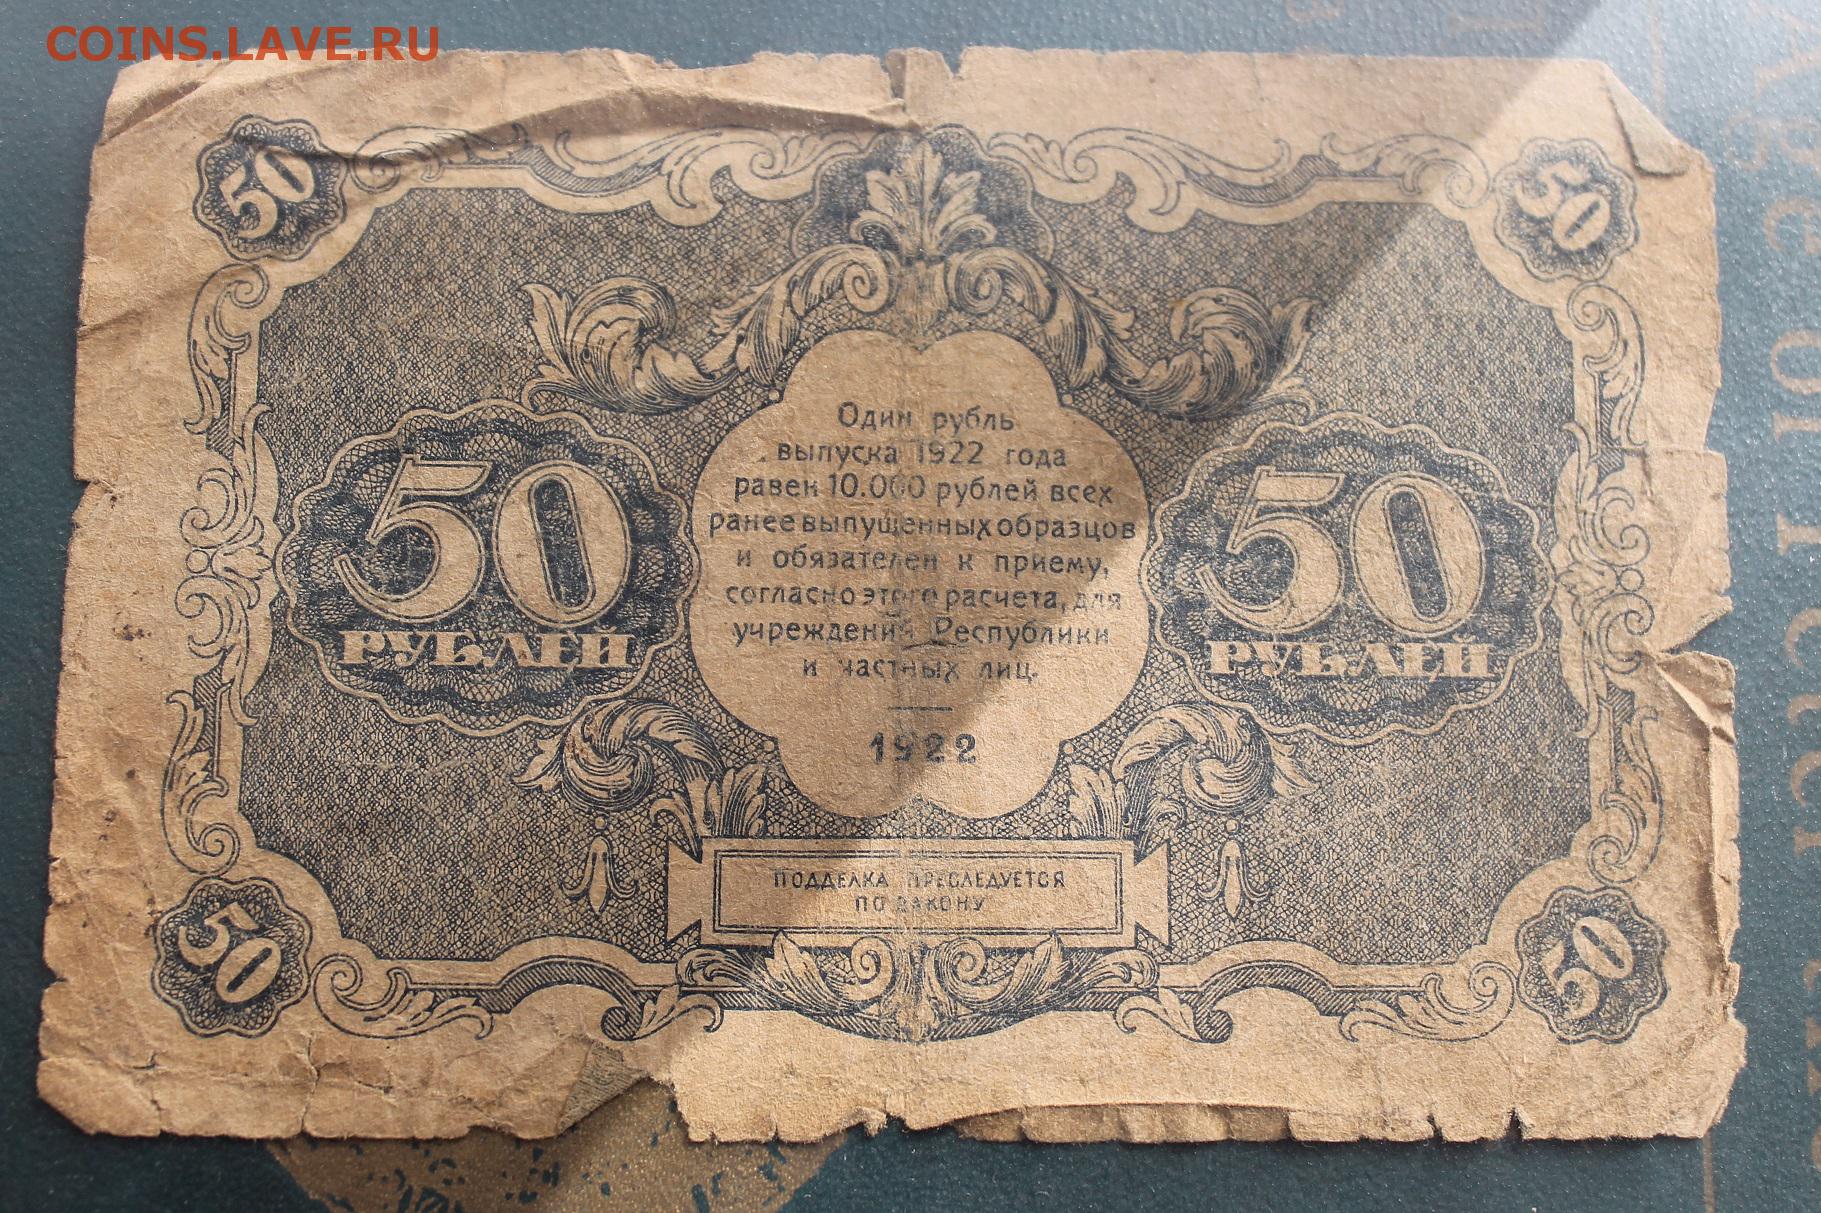 COINS.LAVE.RU
50
50
Один рубль
выпуска 1922 года
равен 10.000 рублей всех
ранее выпущенных образцов
и обязателен к приему,
согласно этого расчета, для
учреждений Республики
и частных лиц.
1922
50
РУБЛЕЙ
50
РУБЛЕЙ
ПОДДЕЛКА ПРЕСЛЕДУЕТСЯ
ПО ЗАКОНУ
50
50